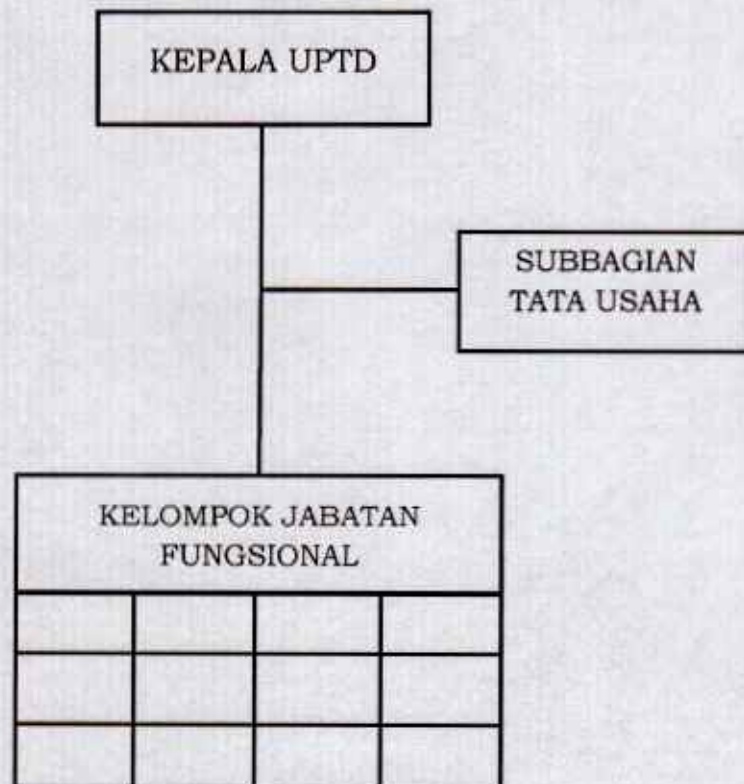 KEPALA UPTD
SUBBAGIAN
TATA USAHA
KELOMPOK JABATAN
FUNGSIONAL